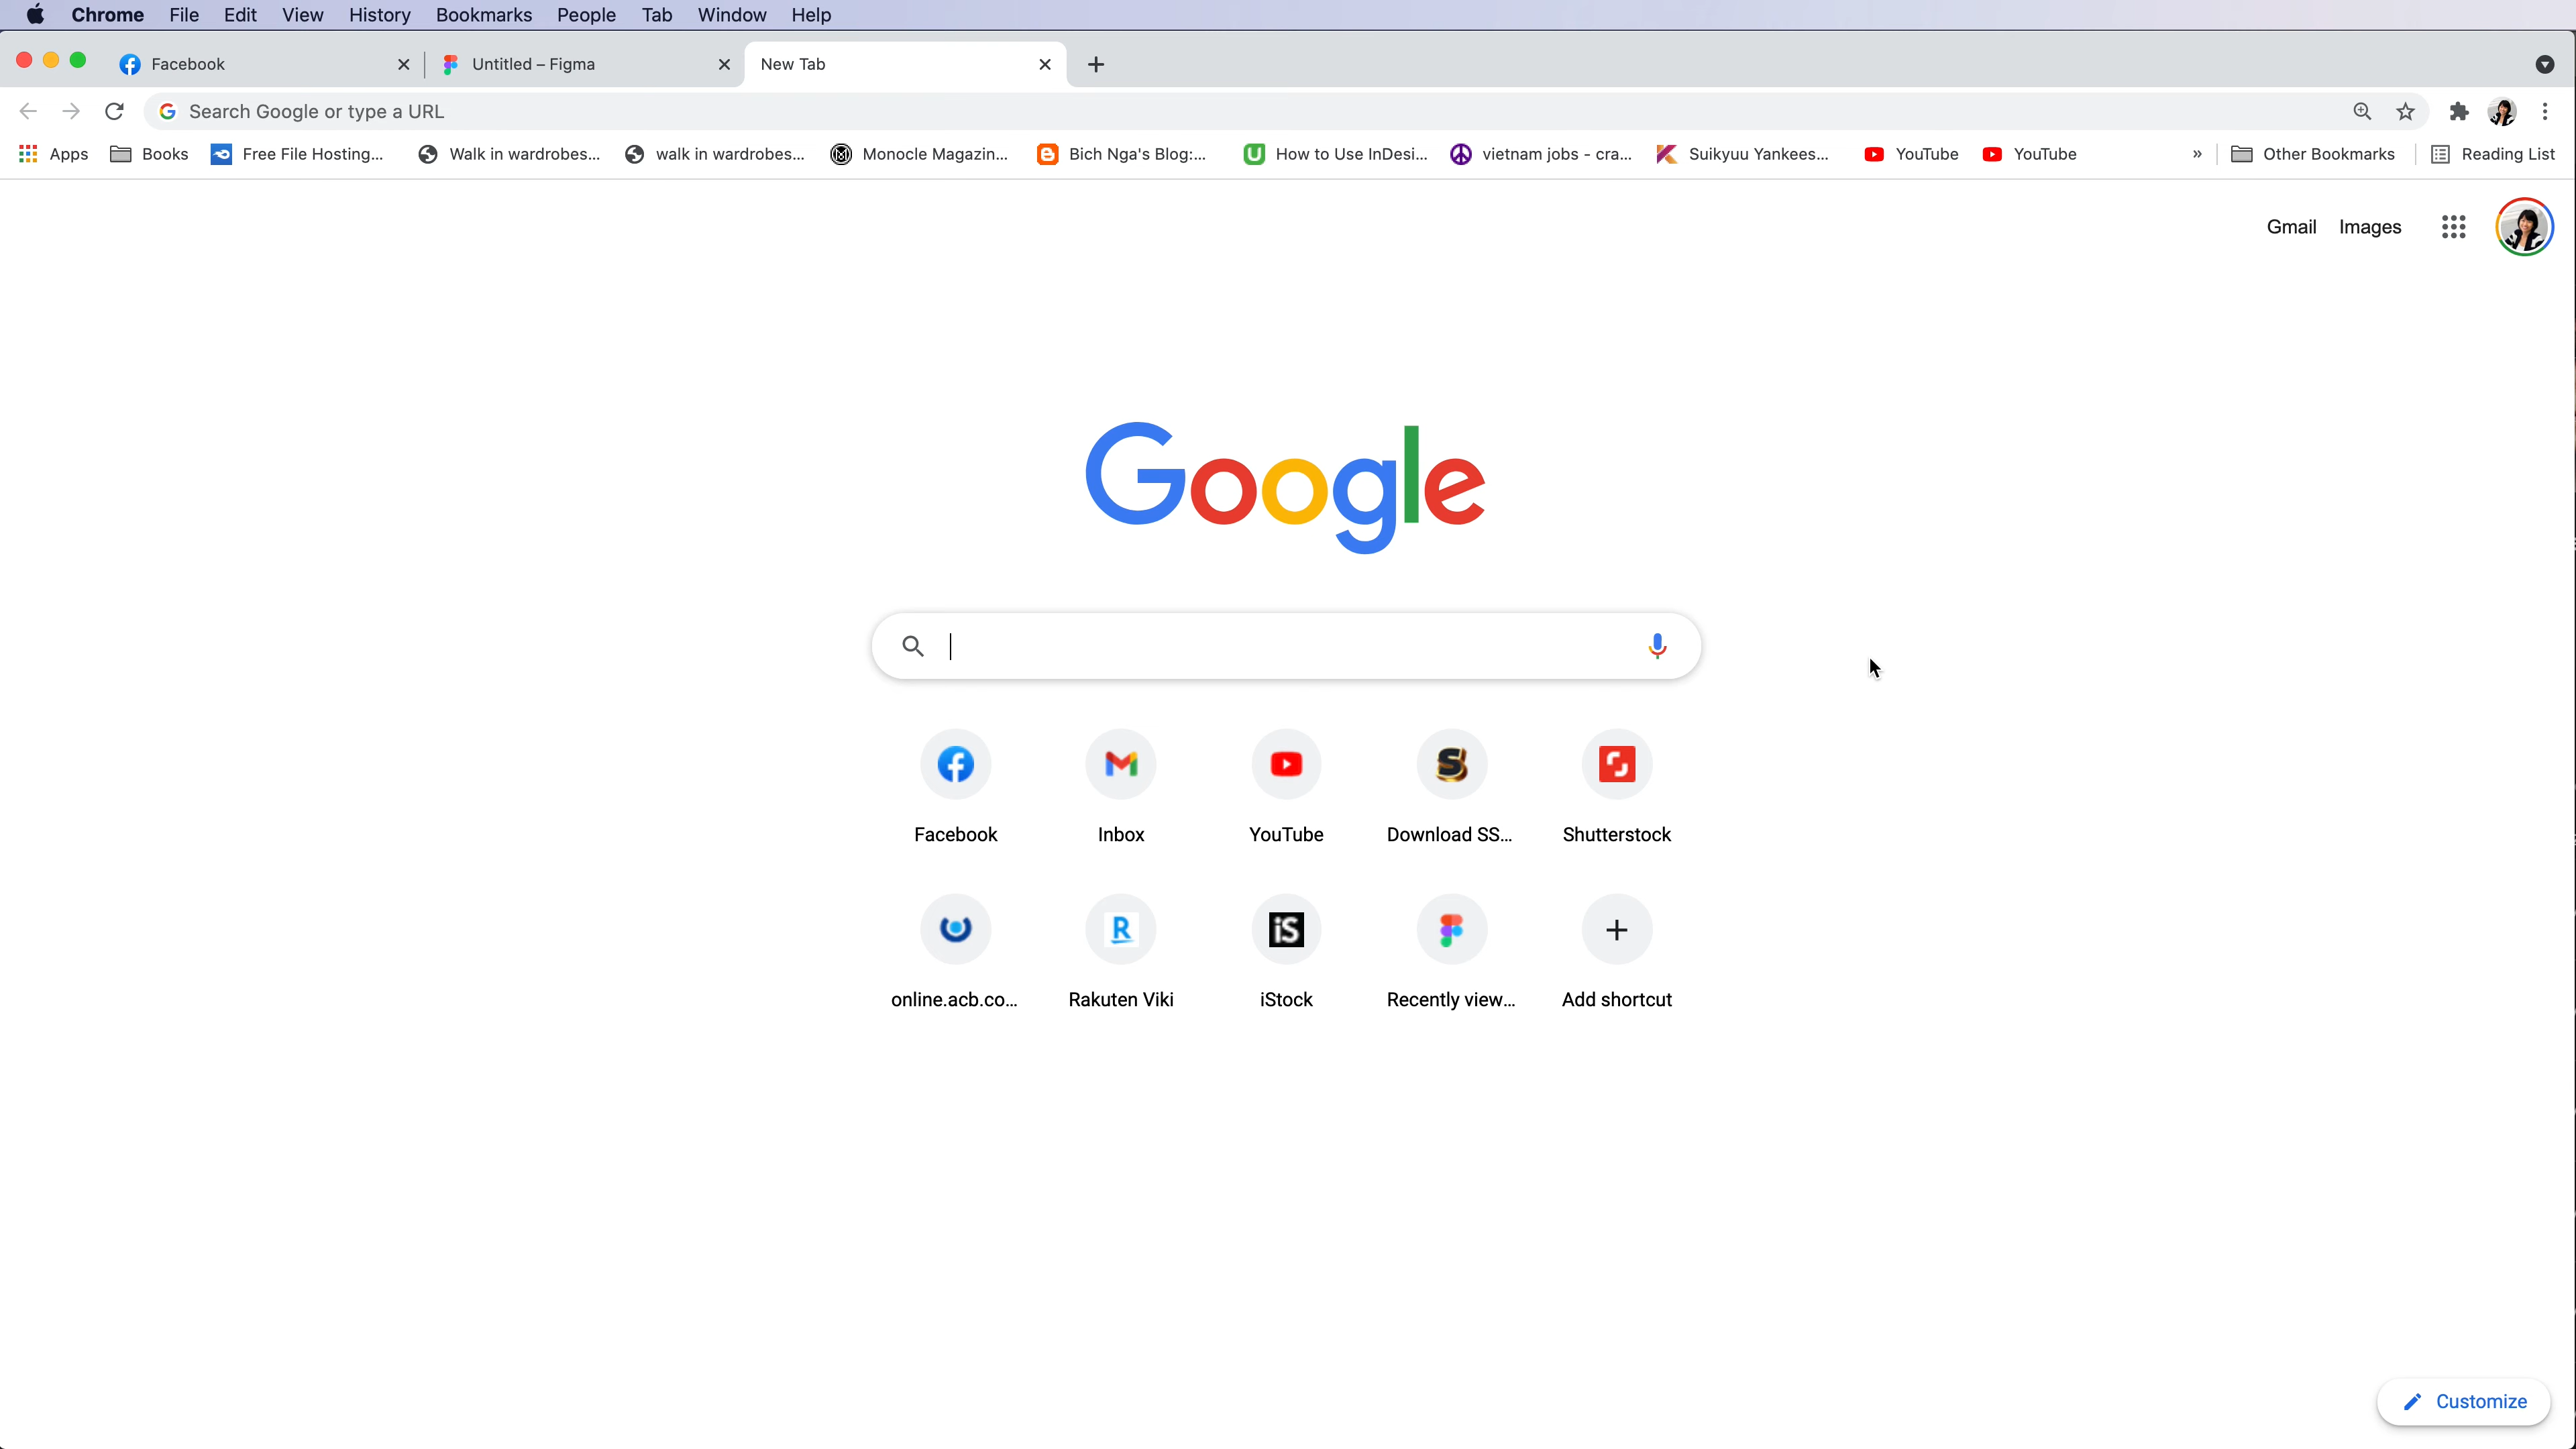 Chrome File Edit View History Bookmarks People Tab Window Help
Facebook Untitled – Figma New Tab
Search Google or type a URL
Apps Books Free File Hosting... Walk in wardrobes... walk in wardrobes... Monocle Magazin... Bich Nga's Blog:... How to Use InDesi... vietnam jobs - cra... Suikyuu Yankees... YouTube YouTube » Other Bookmarks Reading List
Gmail Images
Google
Facebook Inbox YouTube Download SS... Shutterstock
online.acb.co... Rakuten Viki iStock Recently view... Add shortcut
Customize